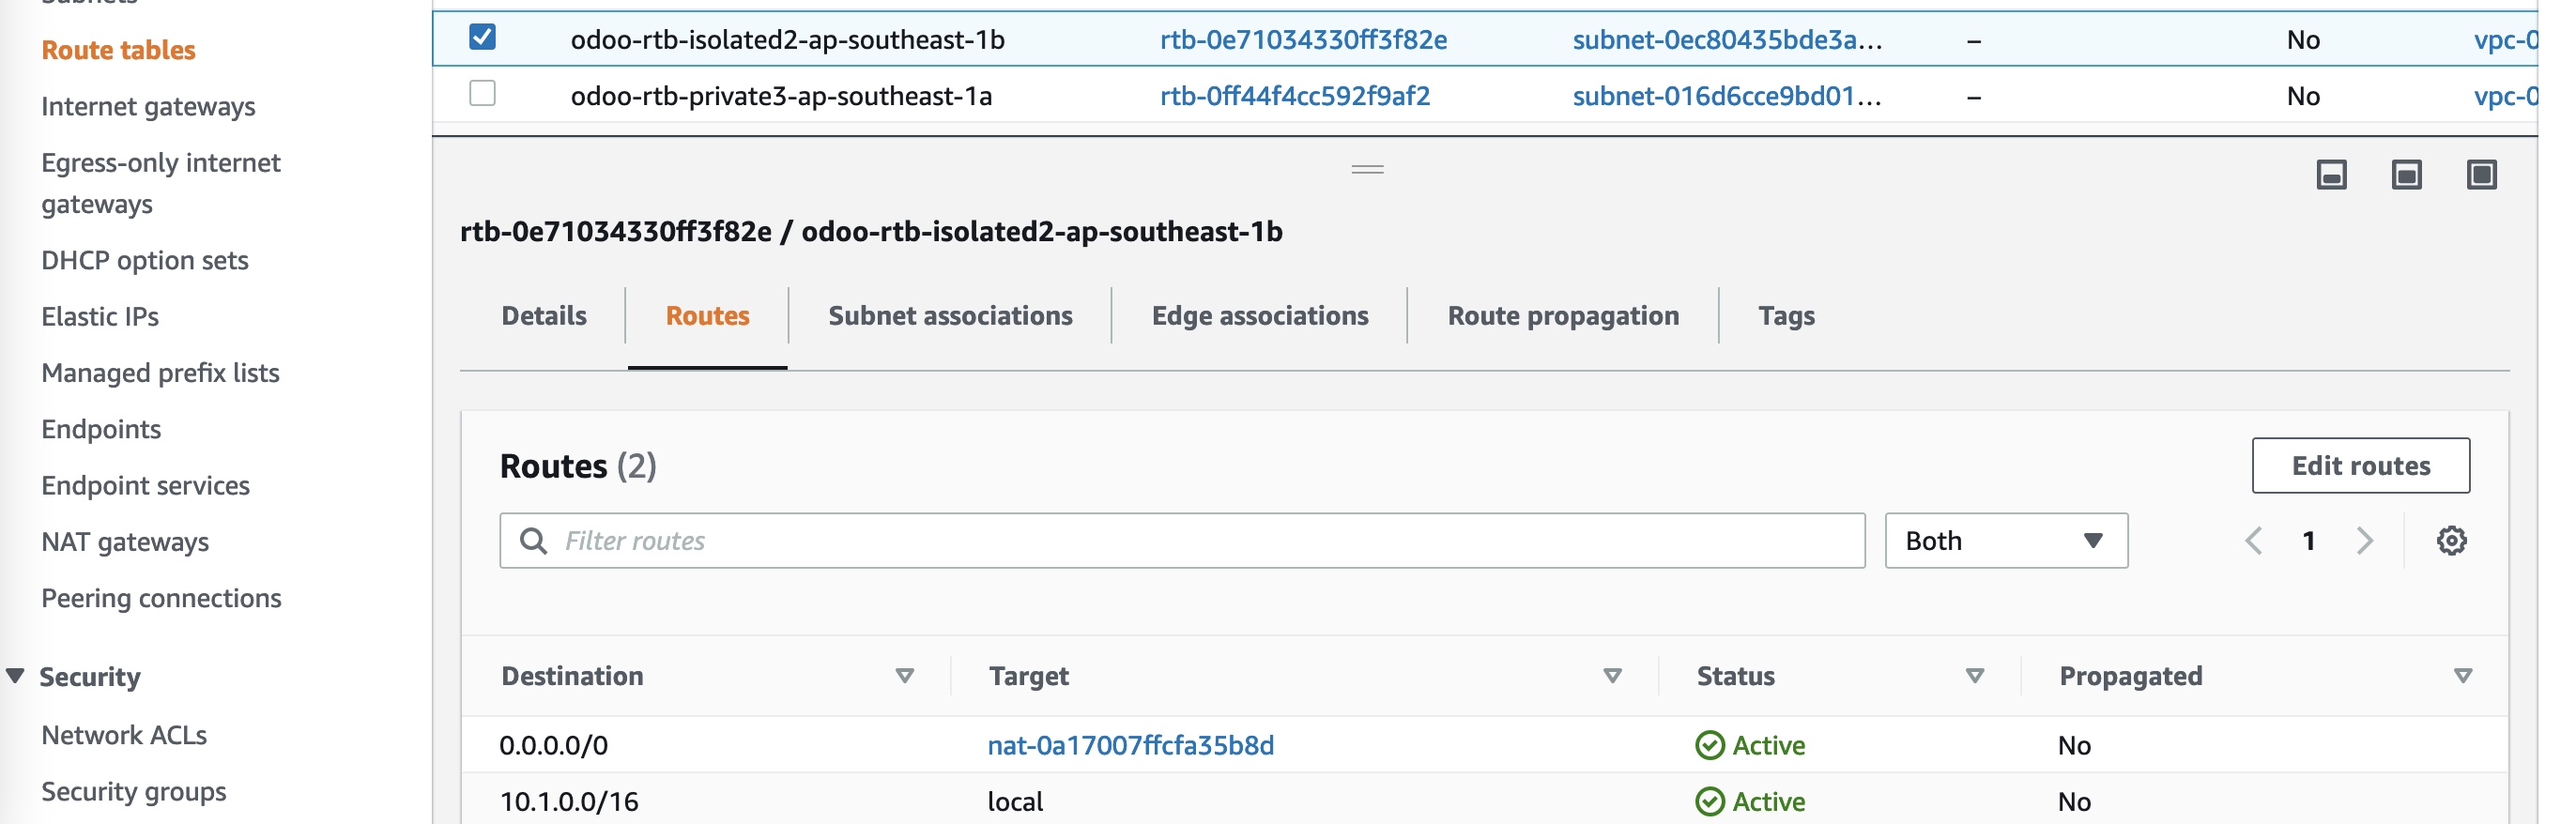 Subnets
Route tables
Internet gateways
Egress-only internet
gateways
DHCP option sets
Elastic IPs
Managed prefix lists
Endpoints
Endpoint services
NAT gateways
Peering connections
Security
Network ACLs
Security groups
odoo-rtb-isolated2-ap-southeast-1b rtb-0e71034330ff3f82e subnet-0ec80435bde3a... – No vpc-0
odoo-rtb-private3-ap-southeast-1a rtb-0ff44f4cc592f9af2 subnet-016d6cce9bd01... – No vpc-0
rtb-0e71034330ff3f82e / odoo-rtb-isolated2-ap-southeast-1b
Details Routes Subnet associations Edge associations Route propagation Tags
Routes (2) Edit routes
Filter routes Both 1
Destination Target Status Propagated
0.0.0.0/0 nat-0a17007ffcfa35b8d Active No
10.1.0.0/16 local Active No